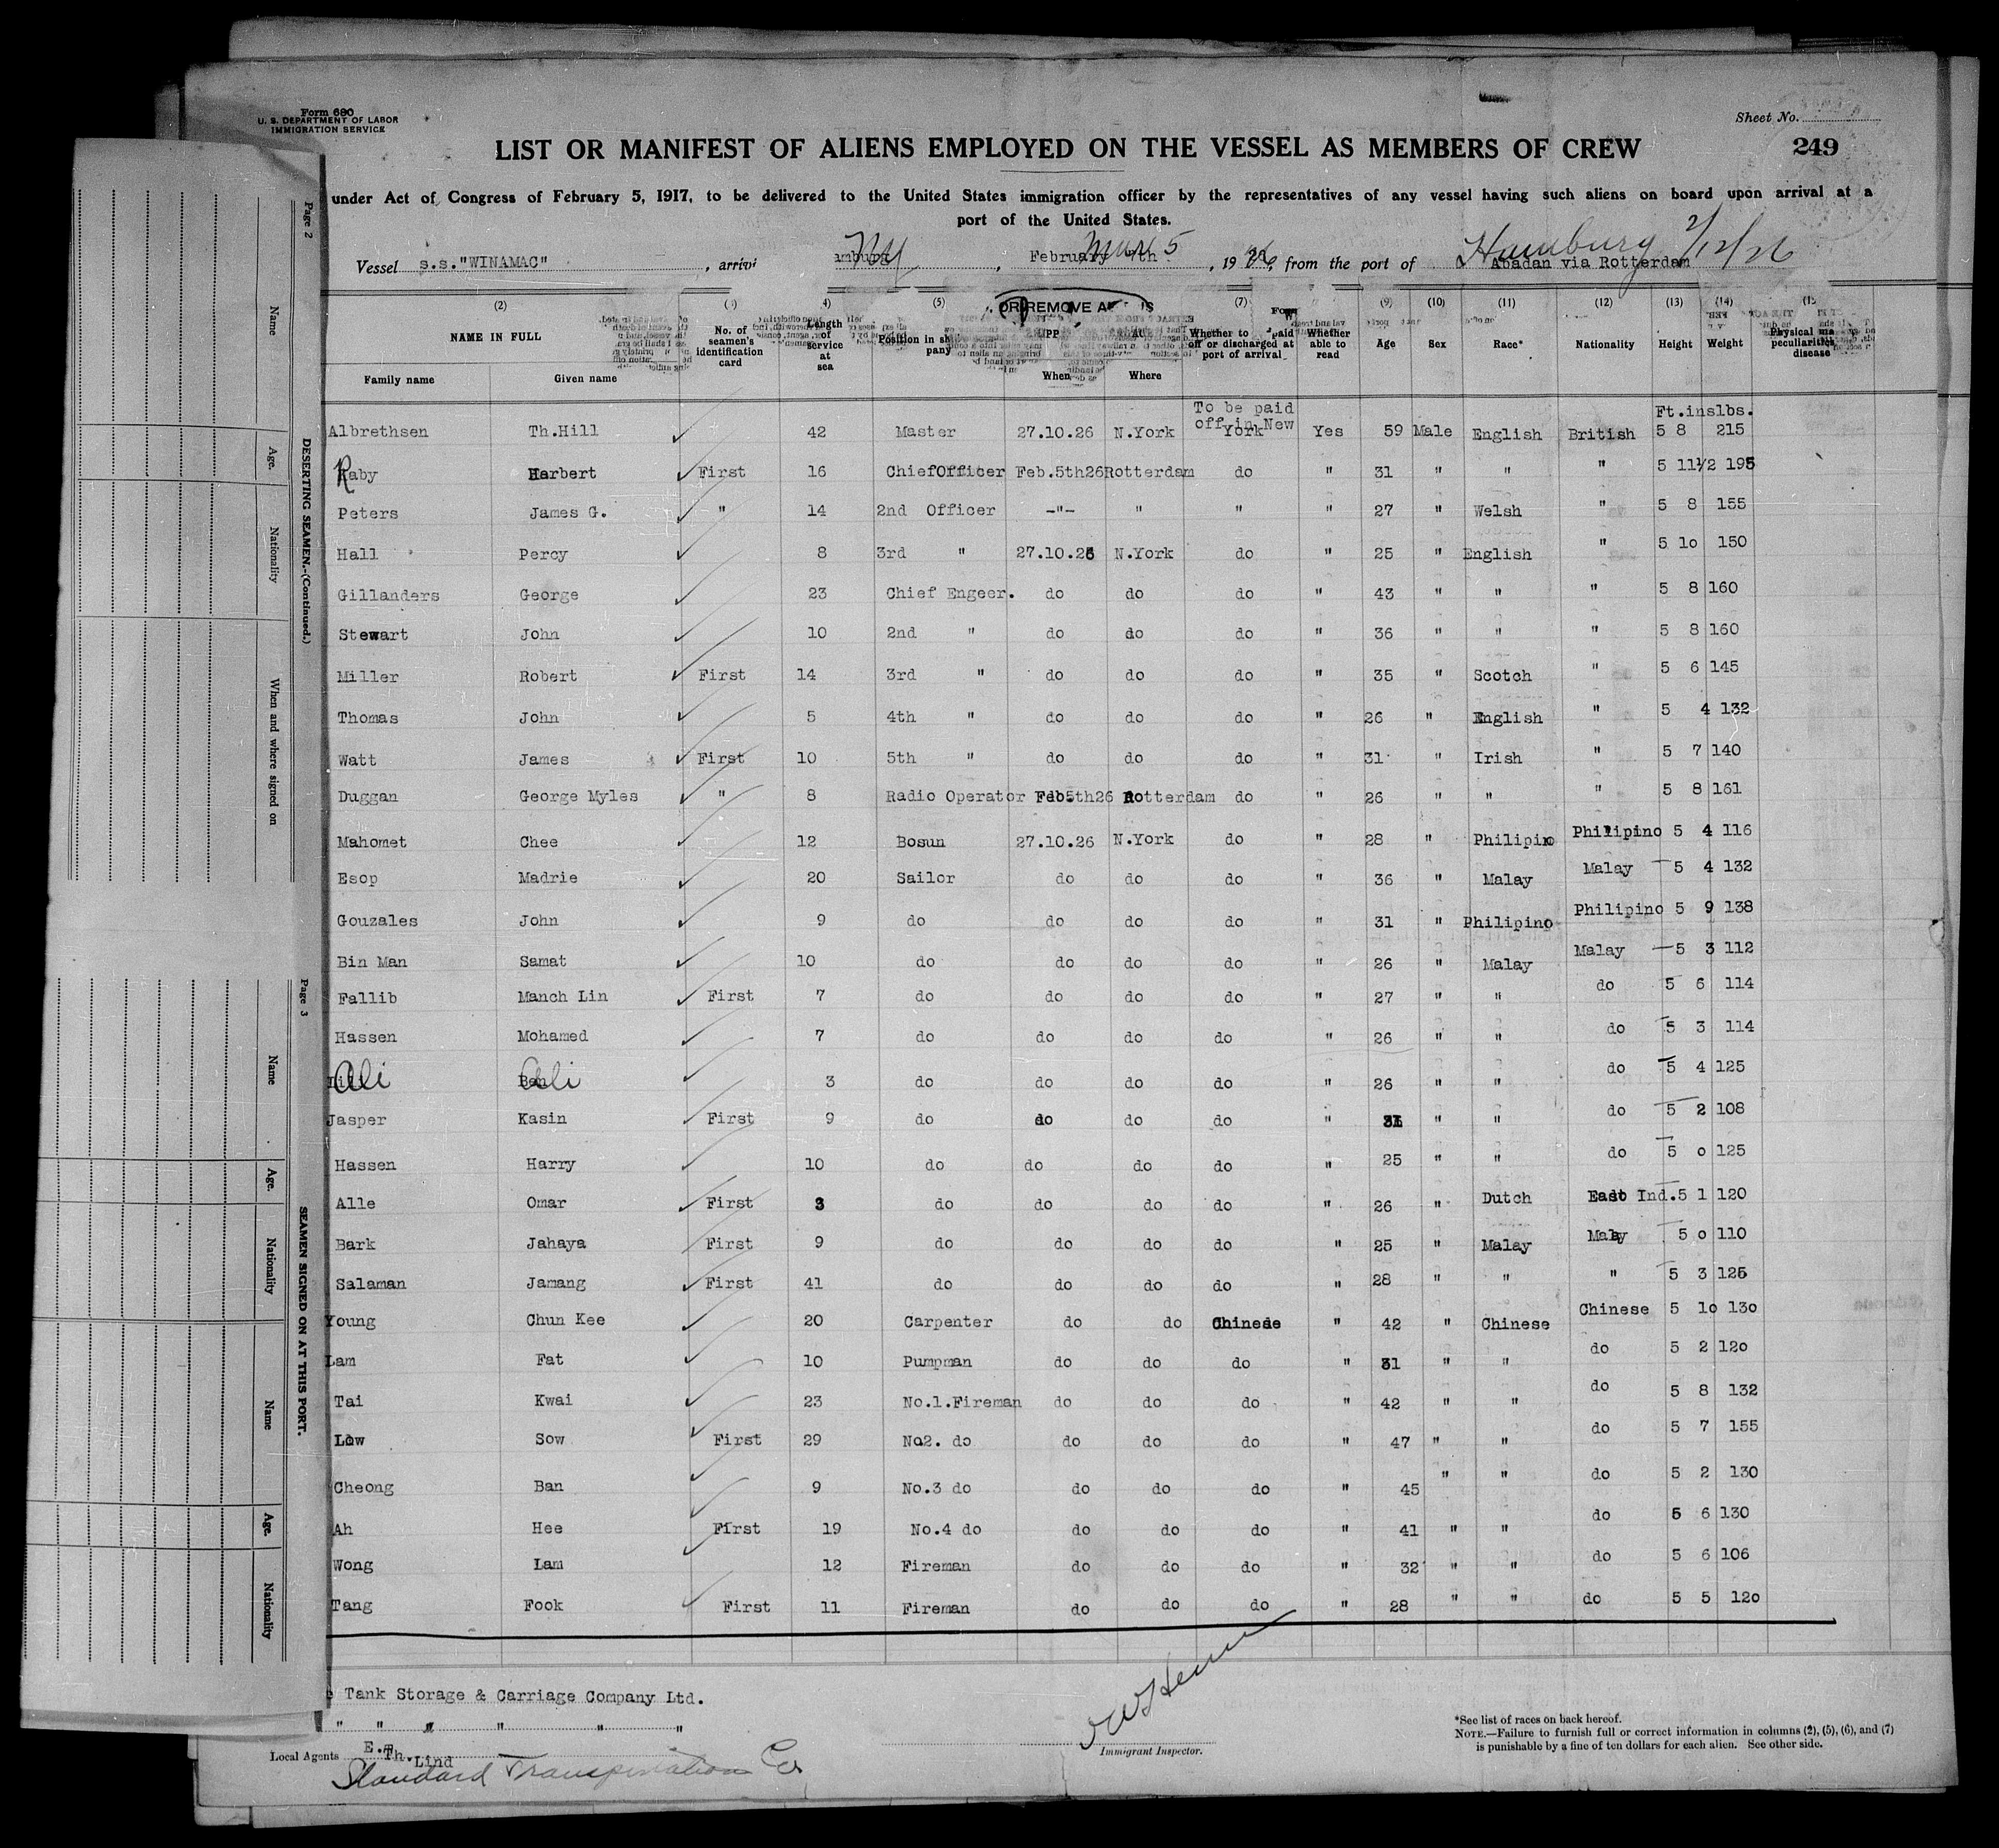 Form 680
U. S. DEPARTMENT OF LABOR
IMMIGRATION SERVICE
Sheet No.
LIST OR MANIFEST OF ALIENS EMPLOYED ON THE VESSEL AS MEMBERS OF CREW
249
under Act of Congress of February 5, 1917, to be delivered to the United States immigration officer by the representatives of any vessel having such aliens on board upon arrival at a
port of the United States.
Vessel s.s."WINAMAC", NY, February Mar 5, 1926, from the port of Hamburg 2/12/26
Abadan via Rotterdam
(2) (5) (7) (9) (10) (11) (12) (13) (14)
NAME IN FULL No. of seaman's identification card Length of service at sea Whether to paid off or discharged at port of arrival Whether able to read Age Sex Race* Nationality Height Weight Physical peculiarities disease
Family name Given name When Where
Albrethsen Th.Hill 42 Master 27.10.26 N.York To be paid off in New York Yes 59 Male English British Ft.ins 5 8 lbs. 215
Raby Herbert First 16 Chief Officer Feb.5th26 Rotterdam do " 31 " " " 5 11½ 195
Peters James G. " 14 2nd Officer -"- " " " 27 " Welsh " 5 8 155
Hall Percy 8 3rd " 27.10.26 N.York do " 25 " English " 5 10 150
Gillanders George 23 Chief Engeer. do do do " 43 " " " 5 8 160
Stewart John 10 2nd " do do do " 36 " " " 5 8 160
Miller Robert First 14 3rd " do do do " 35 " Scotch " 5 6 145
Thomas John 5 4th " do do do " 26 " English " 5 4 132
Watt James First 10 5th " do do do " 31 " Irish " 5 7 140
Duggan George Myles " 8 Radio Operator Feb5th26 Rotterdam do " 26 " " " 5 8 161
Mahomet Chee 12 Bosun 27.10.26 N.York do " 28 " Philipino Philipino 5 4 116
Esop Madrie 20 Sailor do do do " 36 " Malay Malay 5 4 132
Gouzales John 9 do do do do " 31 " Philipino Philipino 5 9 138
Bin Man Samat 10 do do do do " 26 " Malay Malay 5 3 112
Fallib Manch Lin First 7 do do do do " 27 " " do 5 6 114
Hassen Mohamed 7 do do do do " 26 " " do 5 3 114
Ali Ali 3 do do do do " 26 " " do 5 4 125
Jasper Kasin First 9 do do do do " " " do 5 2 108
Hassen Harry 10 do do do do " 25 " " do 5 0 125
Alle Omar First 3 do do do do " 26 " Dutch East Ind. 5 1 120
Bark Jahaya First 9 do do do do " 25 " Malay Malay 5 0 110
Salaman Jamang First 41 do do do do " 28 " " " 5 3 125
Young Chun Kee 20 Carpenter do do Chinese " 42 " Chinese Chinese 5 10 130
Lam Fat 10 Pumpman do do do " 31 " " do 5 2 120
Tai Kwai 23 No.1.Fireman do do do " 42 " " do 5 8 132
Low Sow First 29 No2. do do do do " 47 " " do 5 7 155
Cheong Ban 9 No.3 do do do do " 45 " " do 5 2 130
Ah Hee First 19 No.4 do do do do " 41 " " do 5 6 130
Wong Lam 12 Fireman do do do " 32 " " do 5 6 106
Tang Fook First 11 Fireman do do do " 28 " " do 5 5 120
Tank Storage & Carriage Company Ltd.
" " " " " "
Local Agents E. Th. Lind
Standard Transportation Co
Immigrant Inspector.
*See list of races on back hereof.
NOTE.—Failure to furnish full or correct information in columns (2), (5), (6), and (7)
is punishable by a fine of ten dollars for each alien. See other side.
Page 2
DESERTING SEAMEN.-(Continued.)
Name Age. Nationality When and where signed on
Page 3
SEAMEN SIGNED ON AT THIS PORT.
Name Age. Nationality
Name Age. Nationality